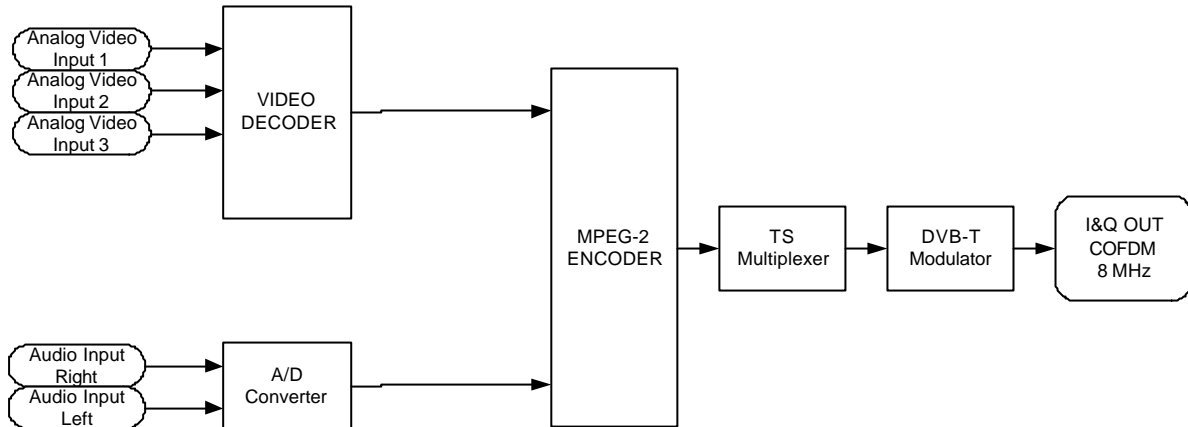 Analog Video
Input 1
Analog Video
Input 2
Analog Video
Input 3
VIDEO
DECODER
MPEG-2
ENCODER
TS
Multiplexer
DVB-T
Modulator
I&Q OUT
COFDM
8 MHz
Audio Input
Right
Audio Input
Left
A/D
Converter